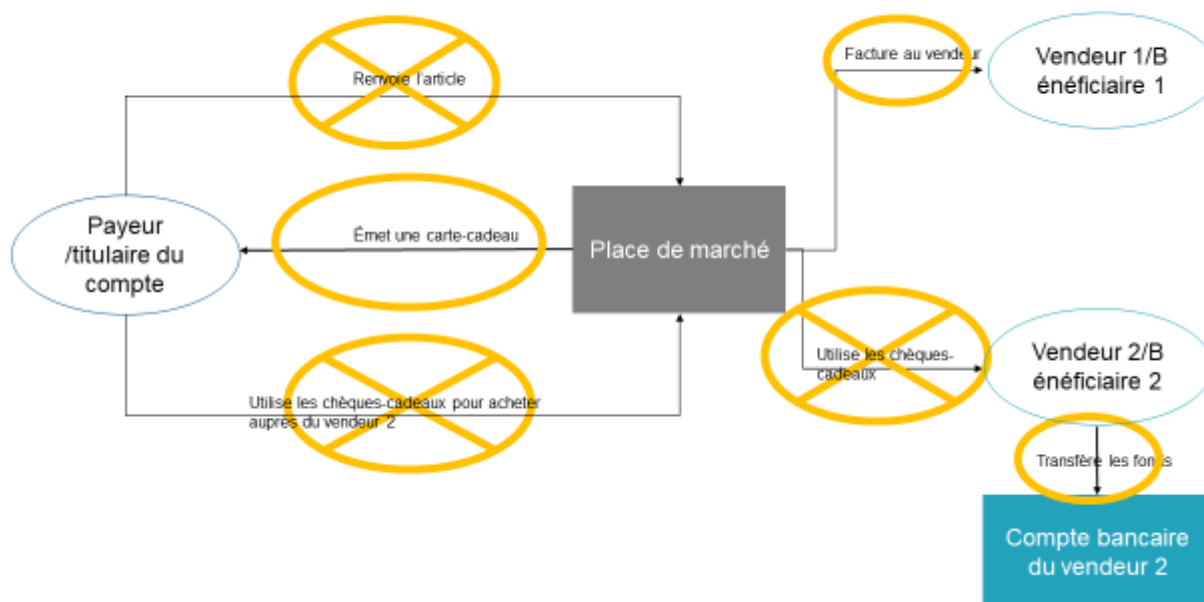 Facture au vendeur
Vendeur 1/B
énéficiaire 1
Renvoie l'article
Payeur
/titulaire du
compte
Émet une carte-cadeau
Place de marché
Utilise les chèques-
cadeaux
Vendeur 2/B
énéficiaire 2
Utilise les chèques-cadeaux pour acheter
auprès du vendeur 2
Transfère les fonds
Compte bancaire
du vendeur 2